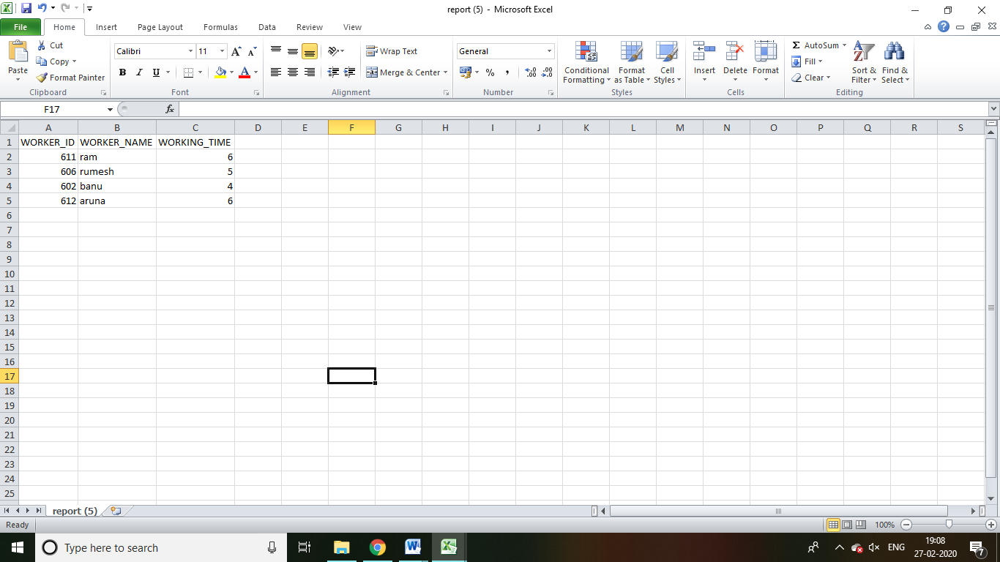 report (5) - Microsoft Excel
File Home Insert Page Layout Formulas Data Review View
Paste
Cut
Copy
Format Painter
Clipboard
Calibri 11
B I U
Font
Wrap Text
Merge & Center
Alignment
General
% ,
Number
Conditional Formatting
Format as Table
Cell Styles
Styles
Insert Delete Format
Cells
Σ AutoSum
Fill
Clear
Sort & Filter
Find & Select
Editing
F17 fx
A B C D E F G H I J K L M N O P Q R S
1 WORKER_ID WORKER_NAME WORKING_TIME
2 611 ram 6
3 606 rumesh 5
4 602 banu 4
5 612 aruna 6
6
7
8
9
10
11
12
13
14
15
16
17
18
19
20
21
22
23
24
25
report (5)
Ready 100%
Type here to search ENG 19:08
27-02-2020 7